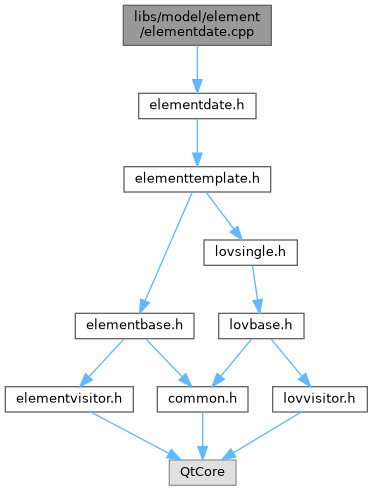 libs/model/element
/elementdate.cpp
elementdate.h
elementtemplate.h
lovsingle.h
elementbase.h
lovbase.h
elementvisitor.h
common.h
lovvisitor.h
QtCore